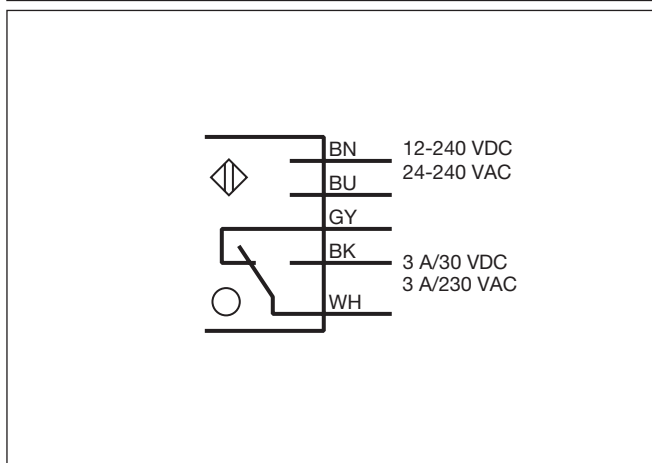 BN 12-240 VDC
24-240 VAC
BU
GY
BK 3 A/30 VDC
3 A/230 VAC
WH